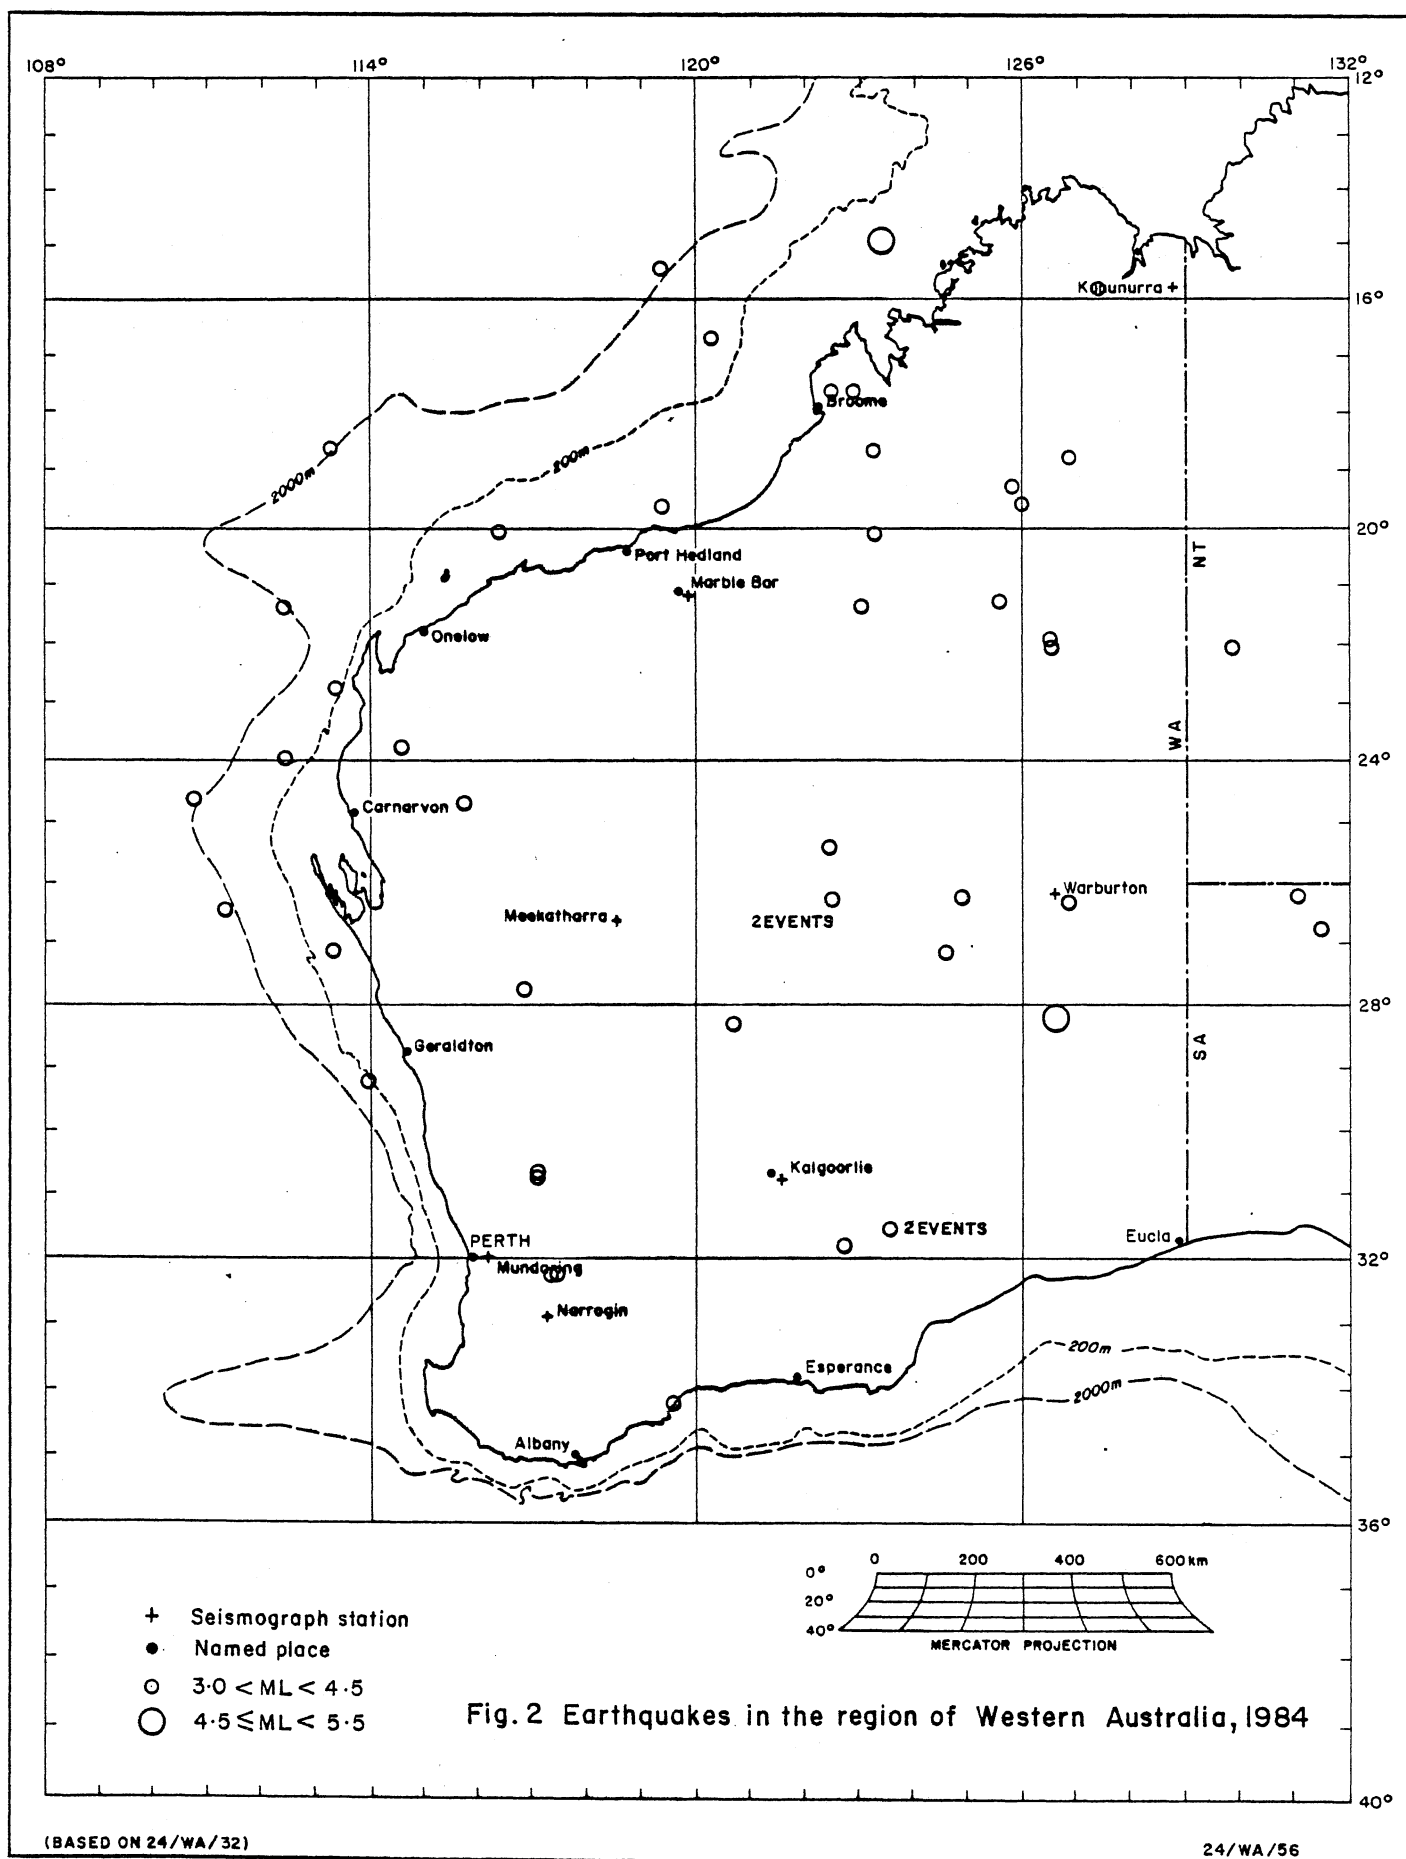 108° 114° 120° 126° 132°
12°
Kununurra
16°
Broome
2000m
200m
20°
Port Hedland
NT
Marble Bar
Onslow
WA
24°
Carnarvon
Warburton
Meekatharra
2 EVENTS
28°
Geraldton
SA
Kalgoorlie
2 EVENTS
PERTH
Eucla
32°
Mundaring
Narrogin
200m
Esperance
2000m
Albany
36°
0 200 400 600 km
0°
20°
40°
MERCATOR PROJECTION
Seismograph station
Named place
3·0 < ML < 4·5
4·5 ≤ ML < 5·5
Fig. 2 Earthquakes in the region of Western Australia, 1984
40°
(BASED ON 24/WA/32)
24/WA/56